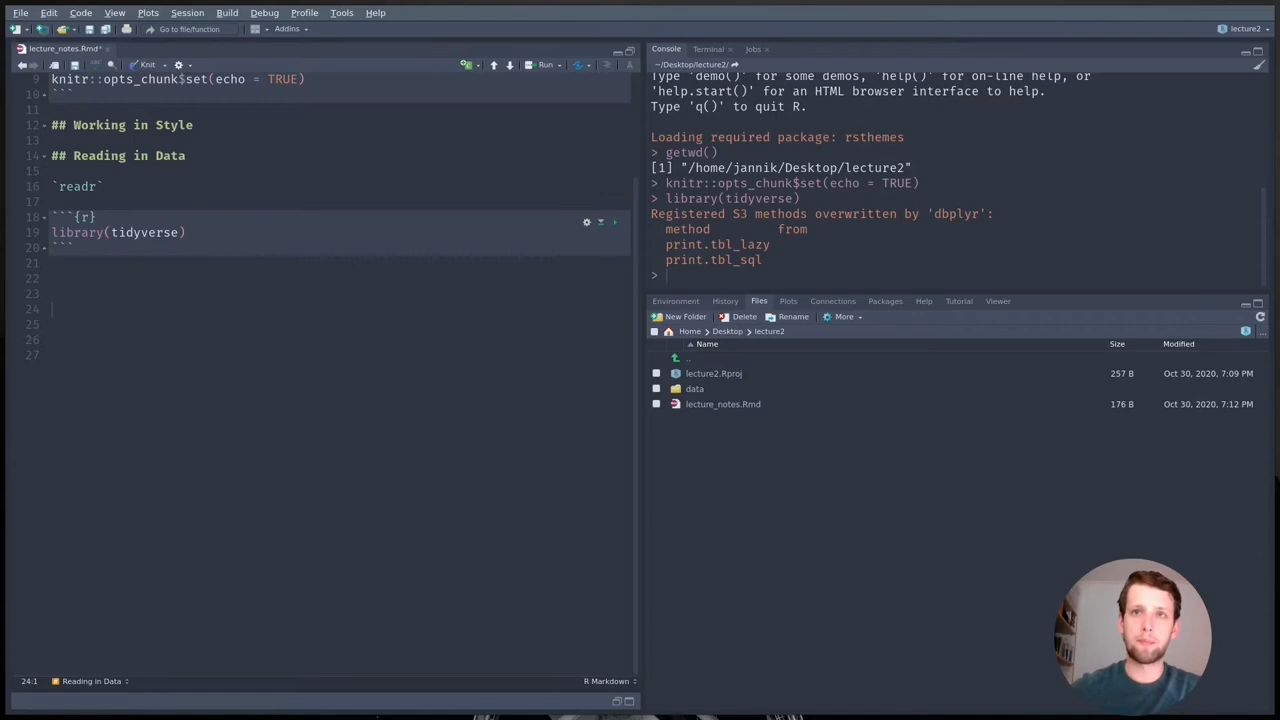 File Edit Code View Plots Session Build Debug Profile Tools Help
Go to file/function Addins lecture2
lecture_notes.Rmd*
Knit Run
9 knitr::opts_chunk$set(echo = TRUE)
10 ```
11
12 ## Working in Style
13
14 ## Reading in Data
15
16 `readr`
17
18 ```{r}
19 library(tidyverse)
20 ```
21
22
23
24
25
26
27
24:1 Reading in Data R Markdown
Console Terminal Jobs
~/Desktop/lecture2/
Type 'demo()' for some demos, 'help()' for on-line help, or
'help.start()' for an HTML browser interface to help.
Type 'q()' to quit R.
Loading required package: rsthemes
> getwd()
[1] "/home/jannik/Desktop/lecture2"
> knitr::opts_chunk$set(echo = TRUE)
> library(tidyverse)
Registered S3 methods overwritten by 'dbplyr':
method from
print.tbl_lazy
print.tbl_sql
>
Environment History Files Plots Connections Packages Help Tutorial Viewer
New Folder Delete Rename More
Home Desktop lecture2 ...
Name Size Modified
..
lecture2.Rproj 257 B Oct 30, 2020, 7:09 PM
data
lecture_notes.Rmd 176 B Oct 30, 2020, 7:12 PM